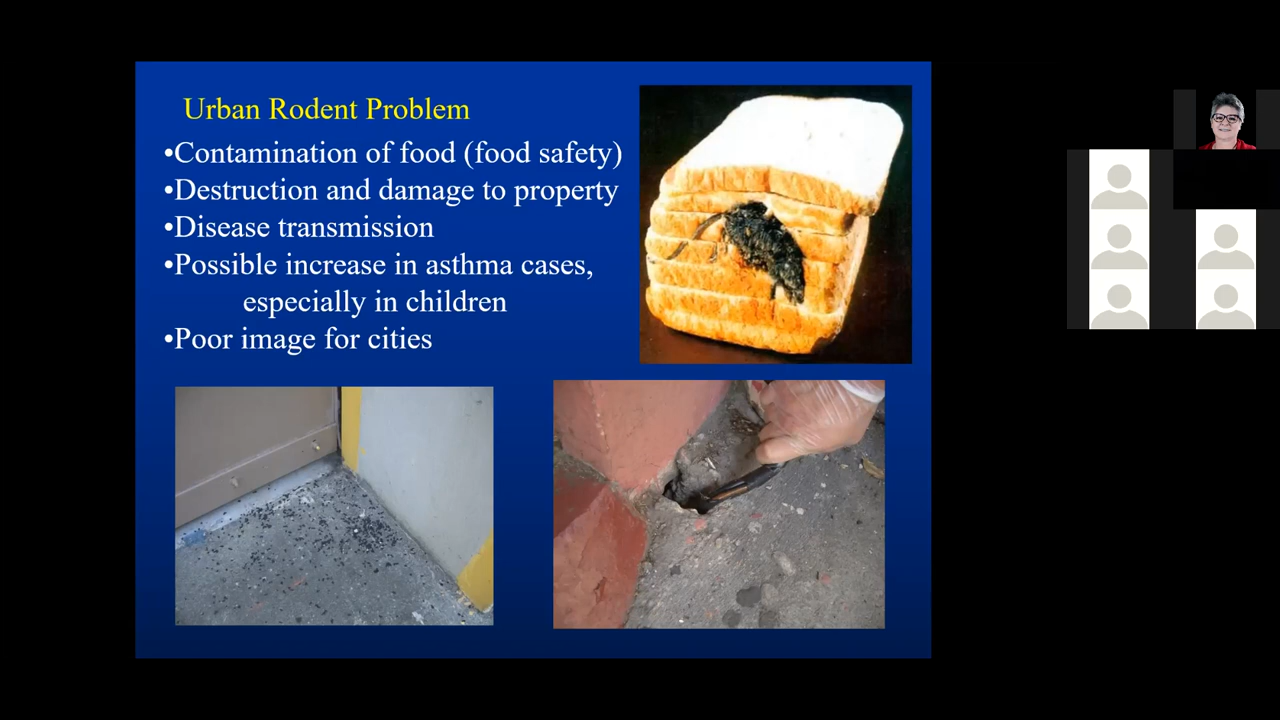 Urban Rodent Problem
•Contamination of food (food safety)
•Destruction and damage to property
•Disease transmission
•Possible increase in asthma cases,
especially in children
•Poor image for cities